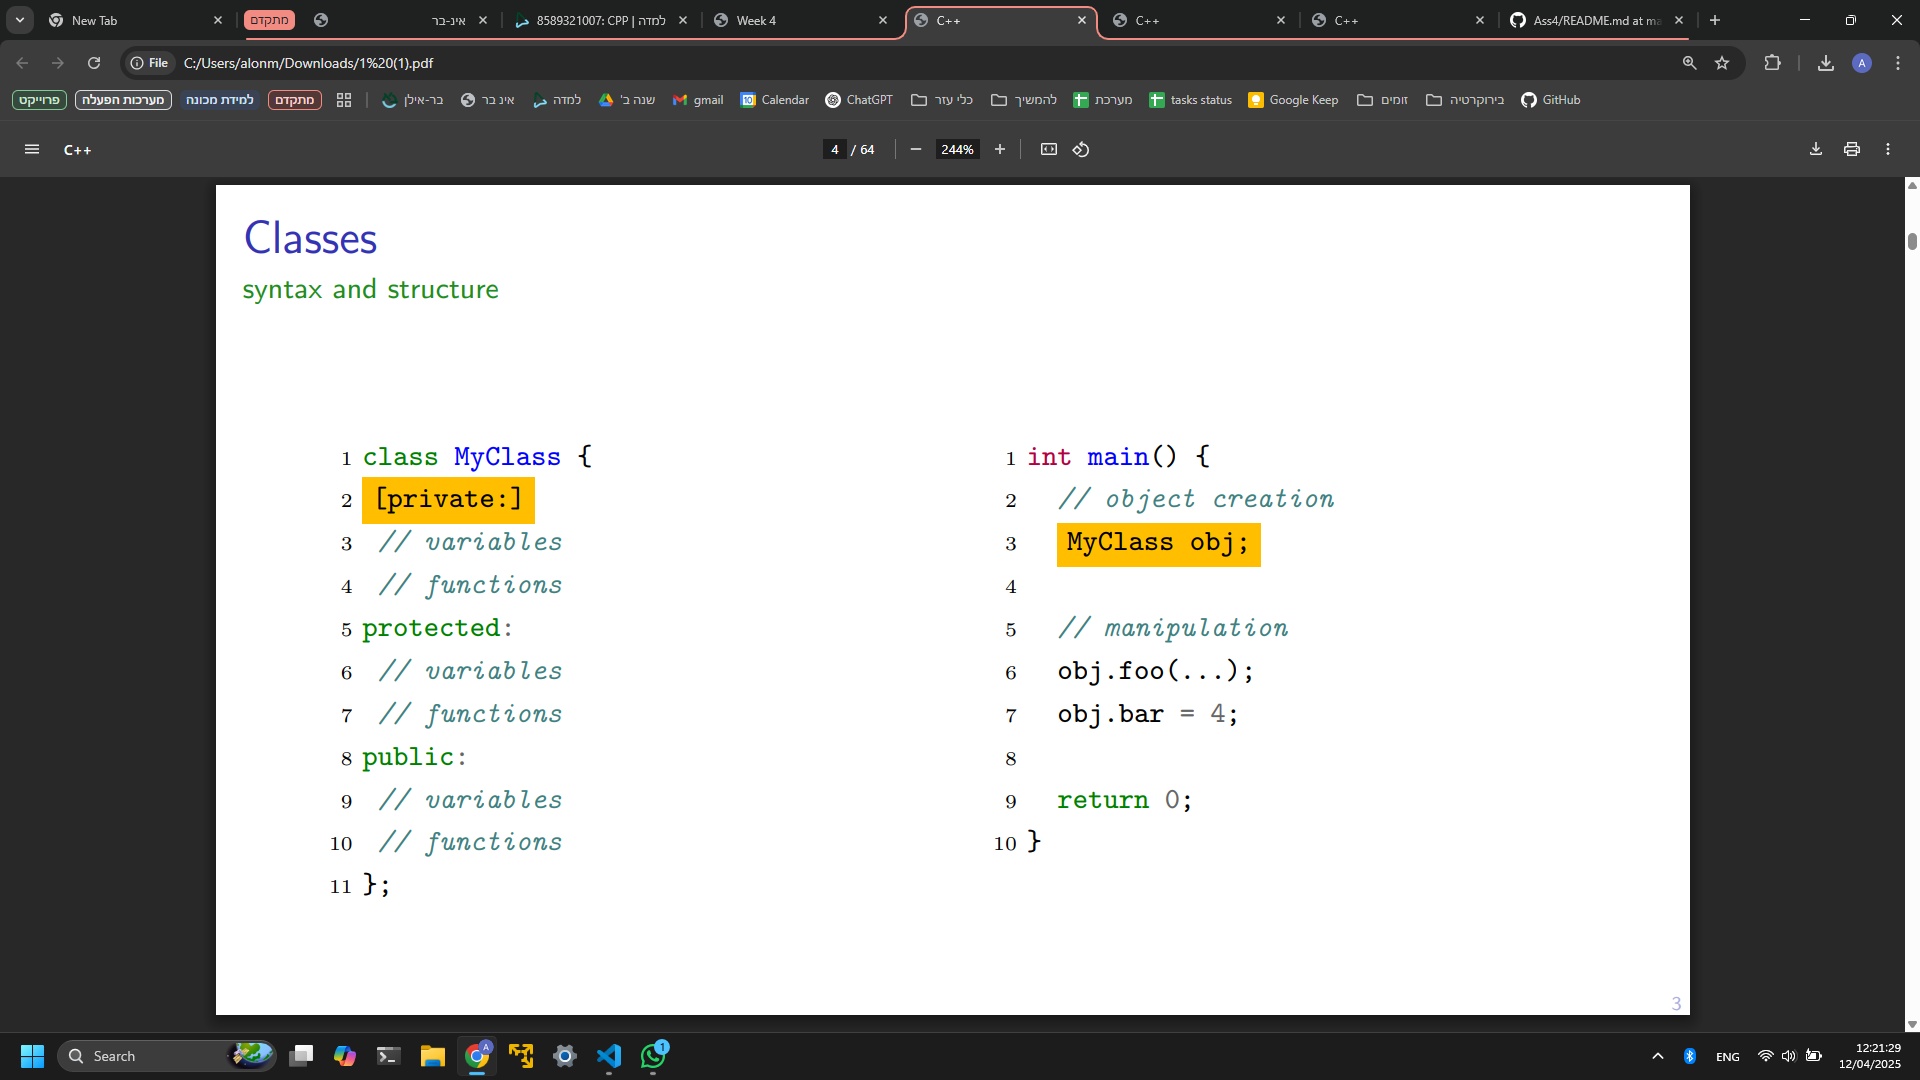 New Tab
מתקדם
אינ-בר
8589321007: CPP | למדה
Week 4
C++
C++
C++
Ass4/README.md at ma
File
C:/Users/alonm/Downloads/1%20(1).pdf
A
פרוייקט
מערכות הפעלה
למידת מכונה
מתקדם
בר-אילן
אינ בר
למדה
שנה ב'
gmail
Calendar
ChatGPT
כלי עזר
להמשיך
מערכת
tasks status
Google Keep
זומים
בירוקרטיה
GitHub
C++
4 / 64
244%
Classes
syntax and structure
1 class MyClass {
2 [private:]
3 // variables
4 // functions
5 protected:
6 // variables
7 // functions
8 public:
9 // variables
10 // functions
11 };
1 int main() {
2 // object creation
3 MyClass obj;
4
5 // manipulation
6 obj.foo(...);
7 obj.bar = 4;
8
9 return 0;
10 }
3
Search
A
1
ENG
12:21:29
12/04/2025